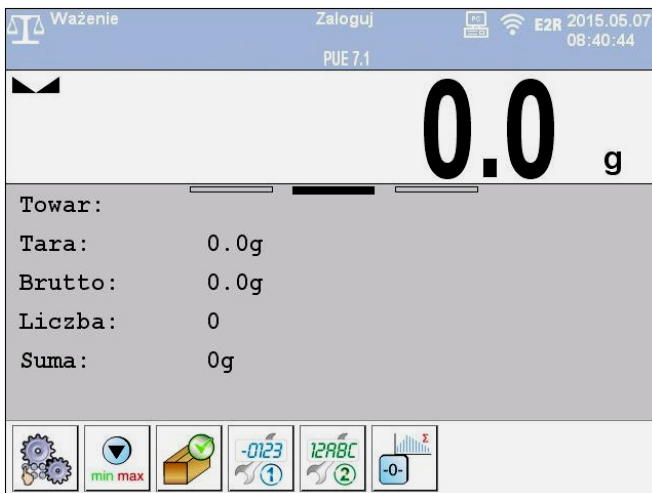 Ważenie Zaloguj PC E2R 2015.05.07
08:40:44
PUE 7.1
0.0 g
Towar:
Tara: 0.0g
Brutto: 0.0g
Liczba: 0
Suma: 0g
min max
-0123 1
12ABC 2
Σ
-0-